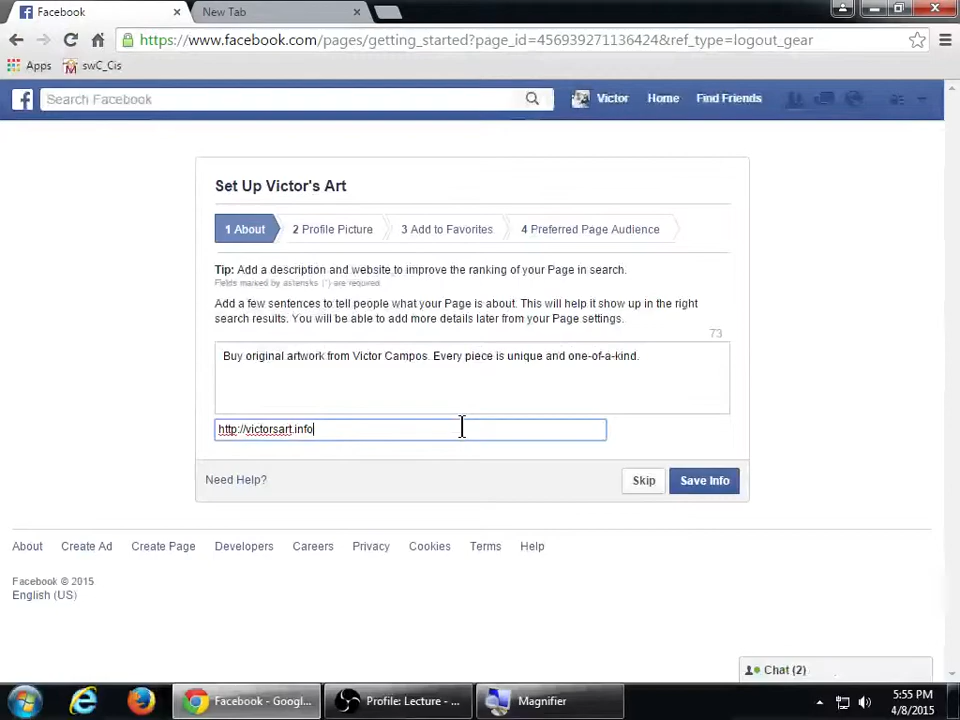 Facebook
New Tab
https://www.facebook.com/pages/getting_started?page_id=456939271136424&ref_type=logout_gear
Apps swC_Cis
Search Facebook
Victor Home Find Friends
Set Up Victor's Art
1 About 2 Profile Picture 3 Add to Favorites 4 Preferred Page Audience
Tip: Add a description and website to improve the ranking of your Page in search.
Fields marked by asterisks (*) are required.
Add a few sentences to tell people what your Page is about. This will help it show up in the right
search results. You will be able to add more details later from your Page settings.
73
Buy original artwork from Victor Campos. Every piece is unique and one-of-a-kind.
http://victorsart.info
Need Help? Skip Save Info
About Create Ad Create Page Developers Careers Privacy Cookies Terms Help
Facebook © 2015
English (US)
Chat (2)
Facebook - Googl... Profile: Lecture - ... Magnifier
5:55 PM
4/8/2015